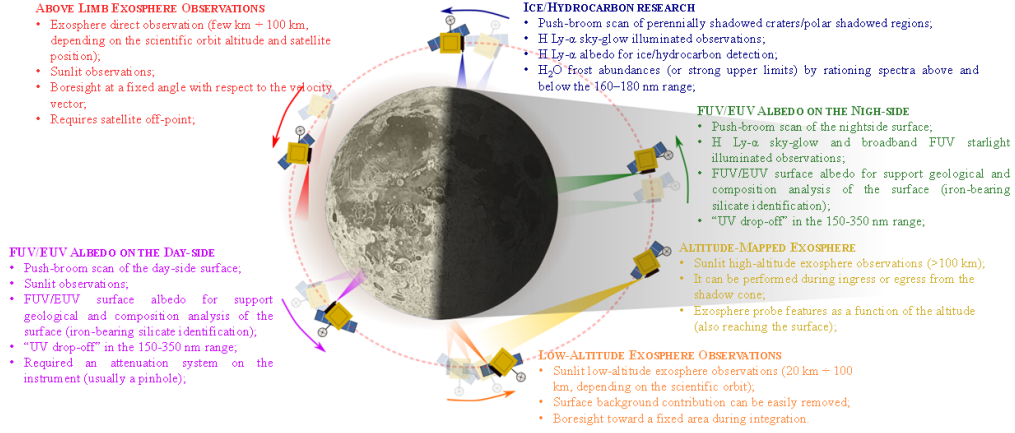 ABOVE LIMB EXOSPHERE OBSERVATIONS
• Exosphere direct observation (few km ÷ 100 km,
depending on the scientific orbit altitude and satellite
position);
• Sunlit observations;
• Boresight at a fixed angle with respect to the velocity
vector;
• Requires satellite off-point;
ICE/HYDROCARBON RESEARCH
• Push-broom scan of perennially shadowed craters/polar shadowed regions;
• H Ly-α sky-glow illuminated observations;
• H Ly-α albedo for ice/hydrocarbon detection;
• H₂O frost abundances (or strong upper limits) by rationing spectra above and
below the 160–180 nm range;
FUV/EUV ALBEDO ON THE NIGH-SIDE
• Push-broom scan of the nightside surface;
• H Ly-α sky-glow and broadband FUV starlight
illuminated observations;
• FUV/EUV surface albedo for support geological and
composition analysis of the surface (iron-bearing
silicate identification);
• “UV drop-off” in the 150-350 nm range;
FUV/EUV ALBEDO ON THE DAY-SIDE
• Push-broom scan of the day-side surface;
• Sunlit observations;
• FUV/EUV surface albedo for support
geological and composition analysis of the
surface (iron-bearing silicate identification);
• “UV drop-off” in the 150-350 nm range;
• Required an attenuation system on the
instrument (usually a pinhole);
ALTITUDE-MAPPED EXOSPHERE
• Sunlit high-altitude exosphere observations (>100 km);
• It can be performed during ingress or egress from the
shadow cone;
• Exosphere probe features as a function of the altitude
(also reaching the surface);
LOW-ALTITUDE EXOSPHERE OBSERVATIONS
• Sunlit low-altitude exosphere observations (20 km ÷ 100
km, depending on the scientific orbit);
• Surface background contribution can be easily removed;
• Boresight toward a fixed area during integration.